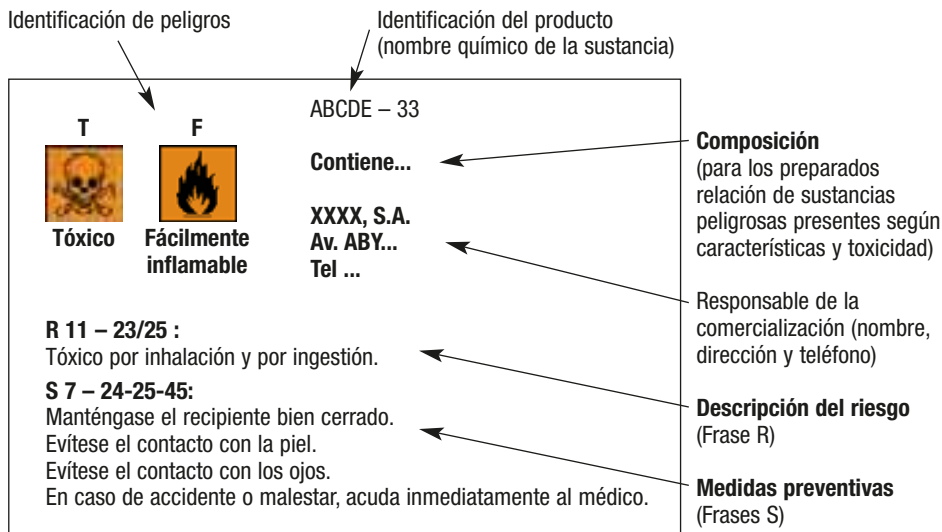 Identificación de peligros
Identificación del producto
(nombre químico de la sustancia)
T
F
Tóxico
Fácilmente
inflamable
ABCDE – 33
Contiene...
XXXX, S.A.
Av. ABY...
Tel ...
R 11 – 23/25 :
Tóxico por inhalación y por ingestión.
S 7 – 24-25-45:
Manténgase el recipiente bien cerrado.
Evítese el contacto con la piel.
Evítese el contacto con los ojos.
En caso de accidente o malestar, acuda inmediatamente al médico.
Composición
(para los preparados
relación de sustancias
peligrosas presentes según
características y toxicidad)
Responsable de la
comercialización (nombre,
dirección y teléfono)
Descripción del riesgo
(Frase R)
Medidas preventivas
(Frases S)